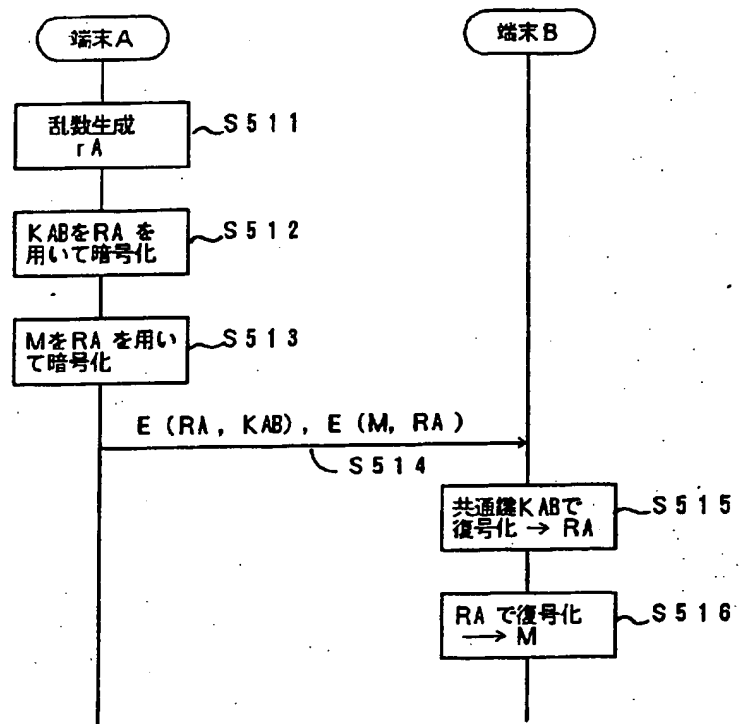 端末A
端末B
乱数生成
rA
S511
KABをRA を
用いて暗号化
S512
MをRA を用い
て暗号化
S513
E (RA, KAB), E (M, RA)
S514
共通鍵KABで
復号化 → RA
S515
RA で復号化
→ M
S516